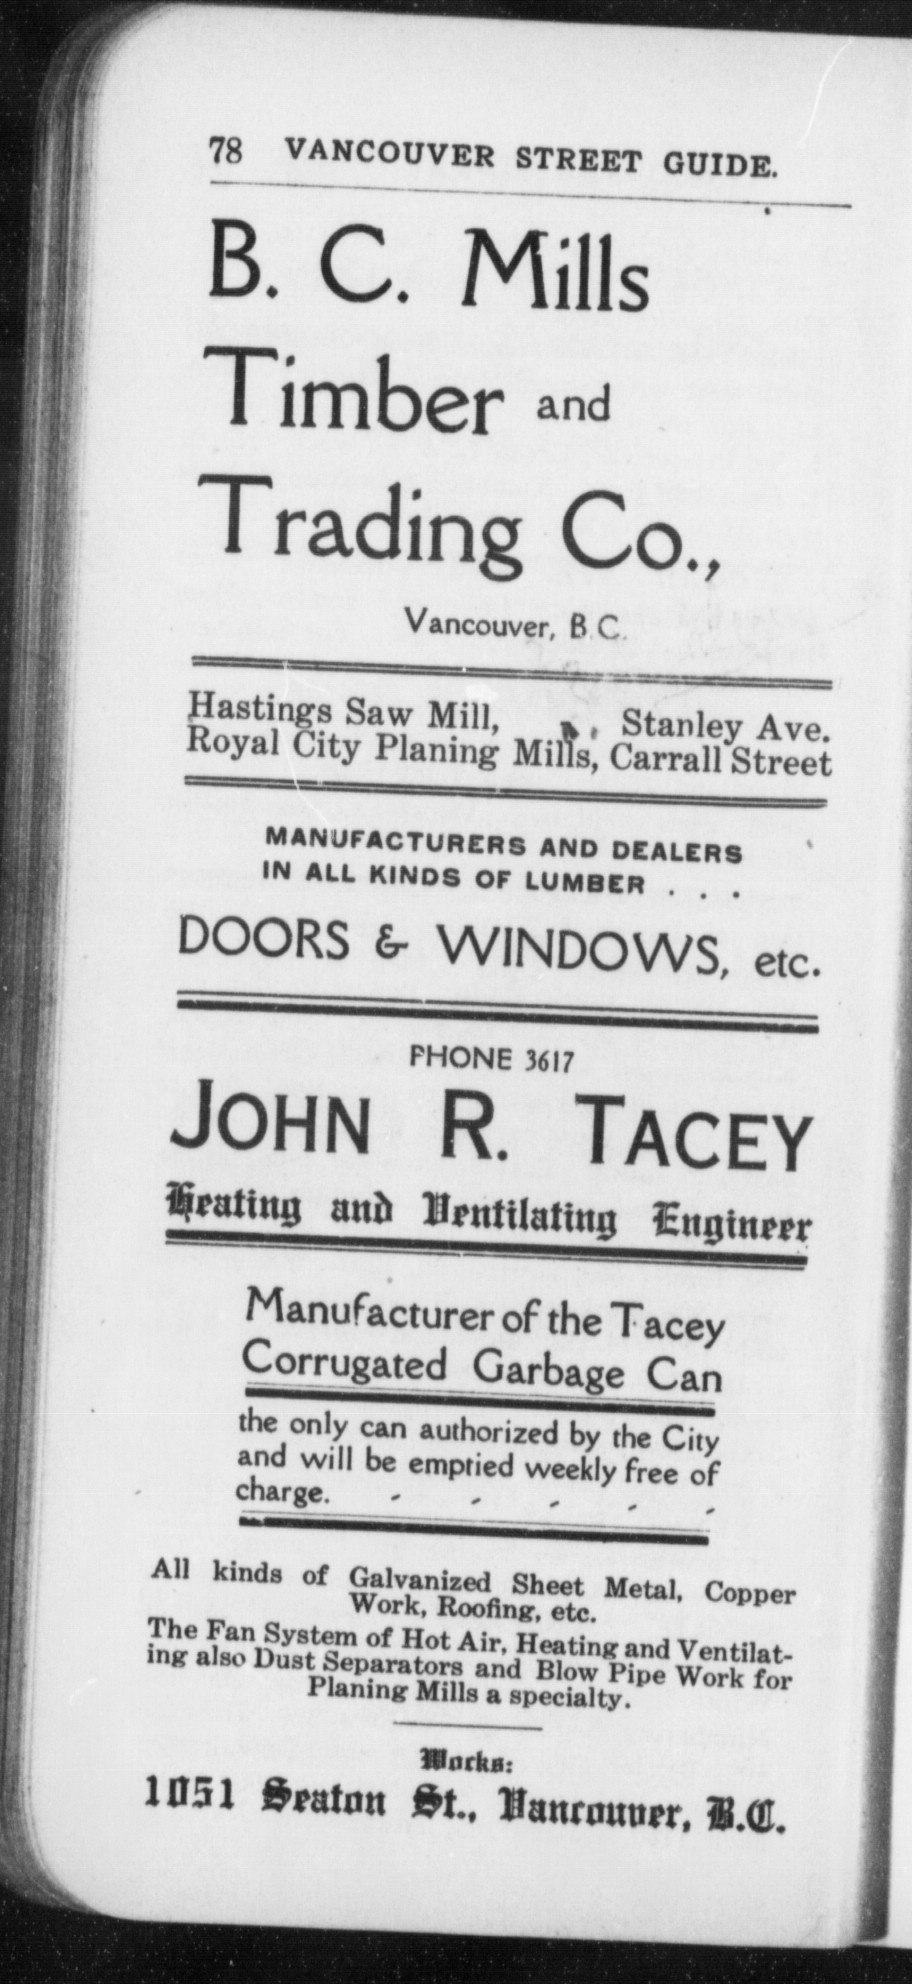 78 VANCOUVER STREET GUIDE.
B. C. Mills
Timber and
Trading Co.,
Vancouver, B.C.
Hastings Saw Mill, Stanley Ave.
Royal City Planing Mills, Carrall Street
MANUFACTURERS AND DEALERS
IN ALL KINDS OF LUMBER . . .
DOORS & WINDOWS, etc.
PHONE 3617
JOHN R. TACEY
Heating and Ventilating Engineer
Manufacturer of the Tacey
Corrugated Garbage Can
the only can authorized by the City
and will be emptied weekly free of
charge. - - - - -
All kinds of Galvanized Sheet Metal, Copper
Work, Roofing, etc.
The Fan System of Hot Air, Heating and Ventilat-
ing also Dust Separators and Blow Pipe Work for
Planing Mills a specialty.
Works:
1051 Seaton St., Vancouver, B.C.